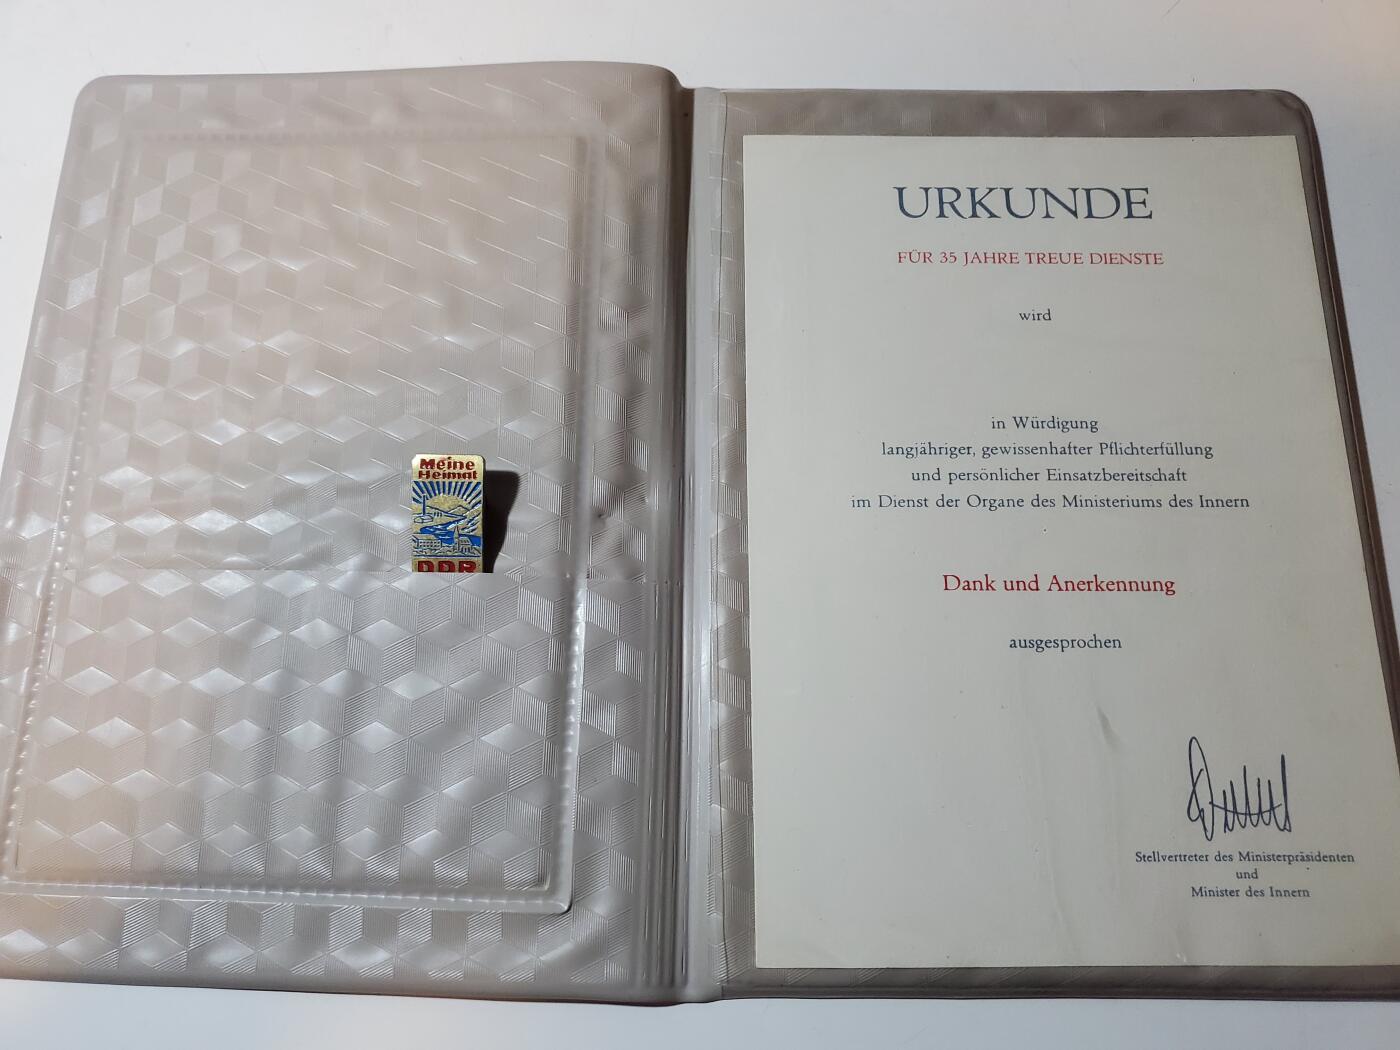 Meine
Heimat
DDR
URKUNDE
FÜR 35 JAHRE TREUE DIENSTE
wird
in Würdigung
langjähriger, gewissenhafter Pflichterfüllung
und persönlicher Einsatzbereitschaft
im Dienst der Organe des Ministeriums des Innern
Dank und Anerkennung
ausgesprochen
Stellvertreter des Ministerpräsidenten
und
Minister des Innern